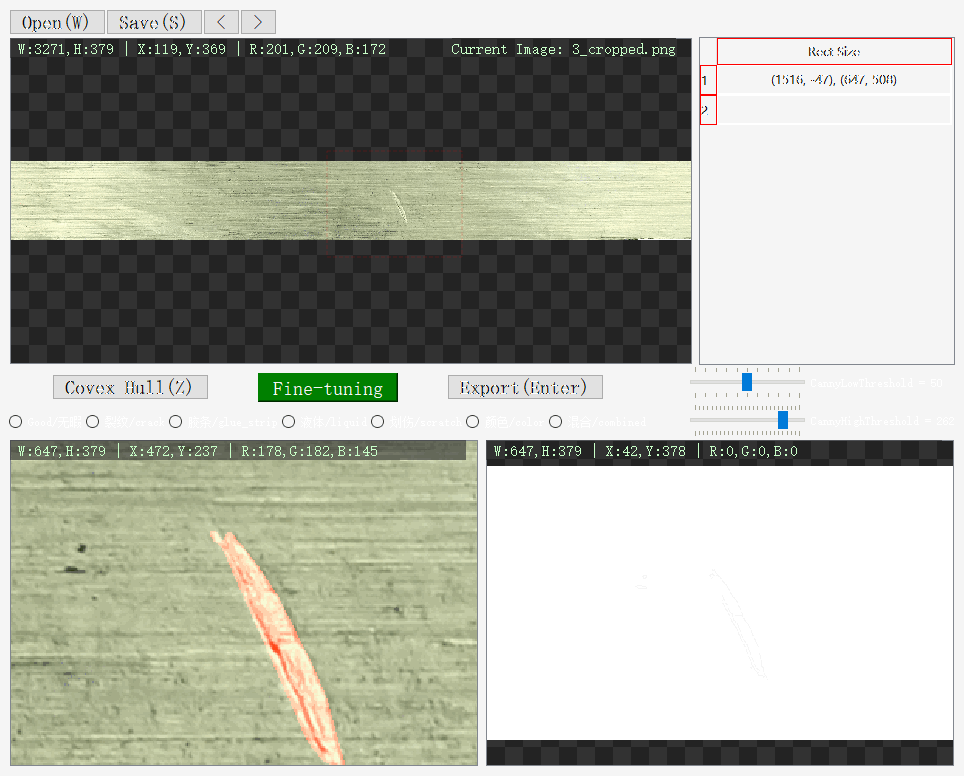 Open(W) Save(S) < >
W:3271,H:379 | X:119,Y:369 | R:201,G:209,B:172 Current Image: 3_cropped.png
Rect Size
1 (1516, -47), (647, 508)
2
Covex Hull(Z) Fine-tuning Export(Enter)
CannyLowThreshold = 50
Good/无暇 裂纹/crack 胶条/glue_strip 液体/liquid 划伤/scratch 颜色/color 混合/combined
CannyHighThreshold = 262
W:647,H:379 | X:472,Y:237 | R:178,G:182,B:145
W:647,H:379 | X:42,Y:378 | R:0,G:0,B:0